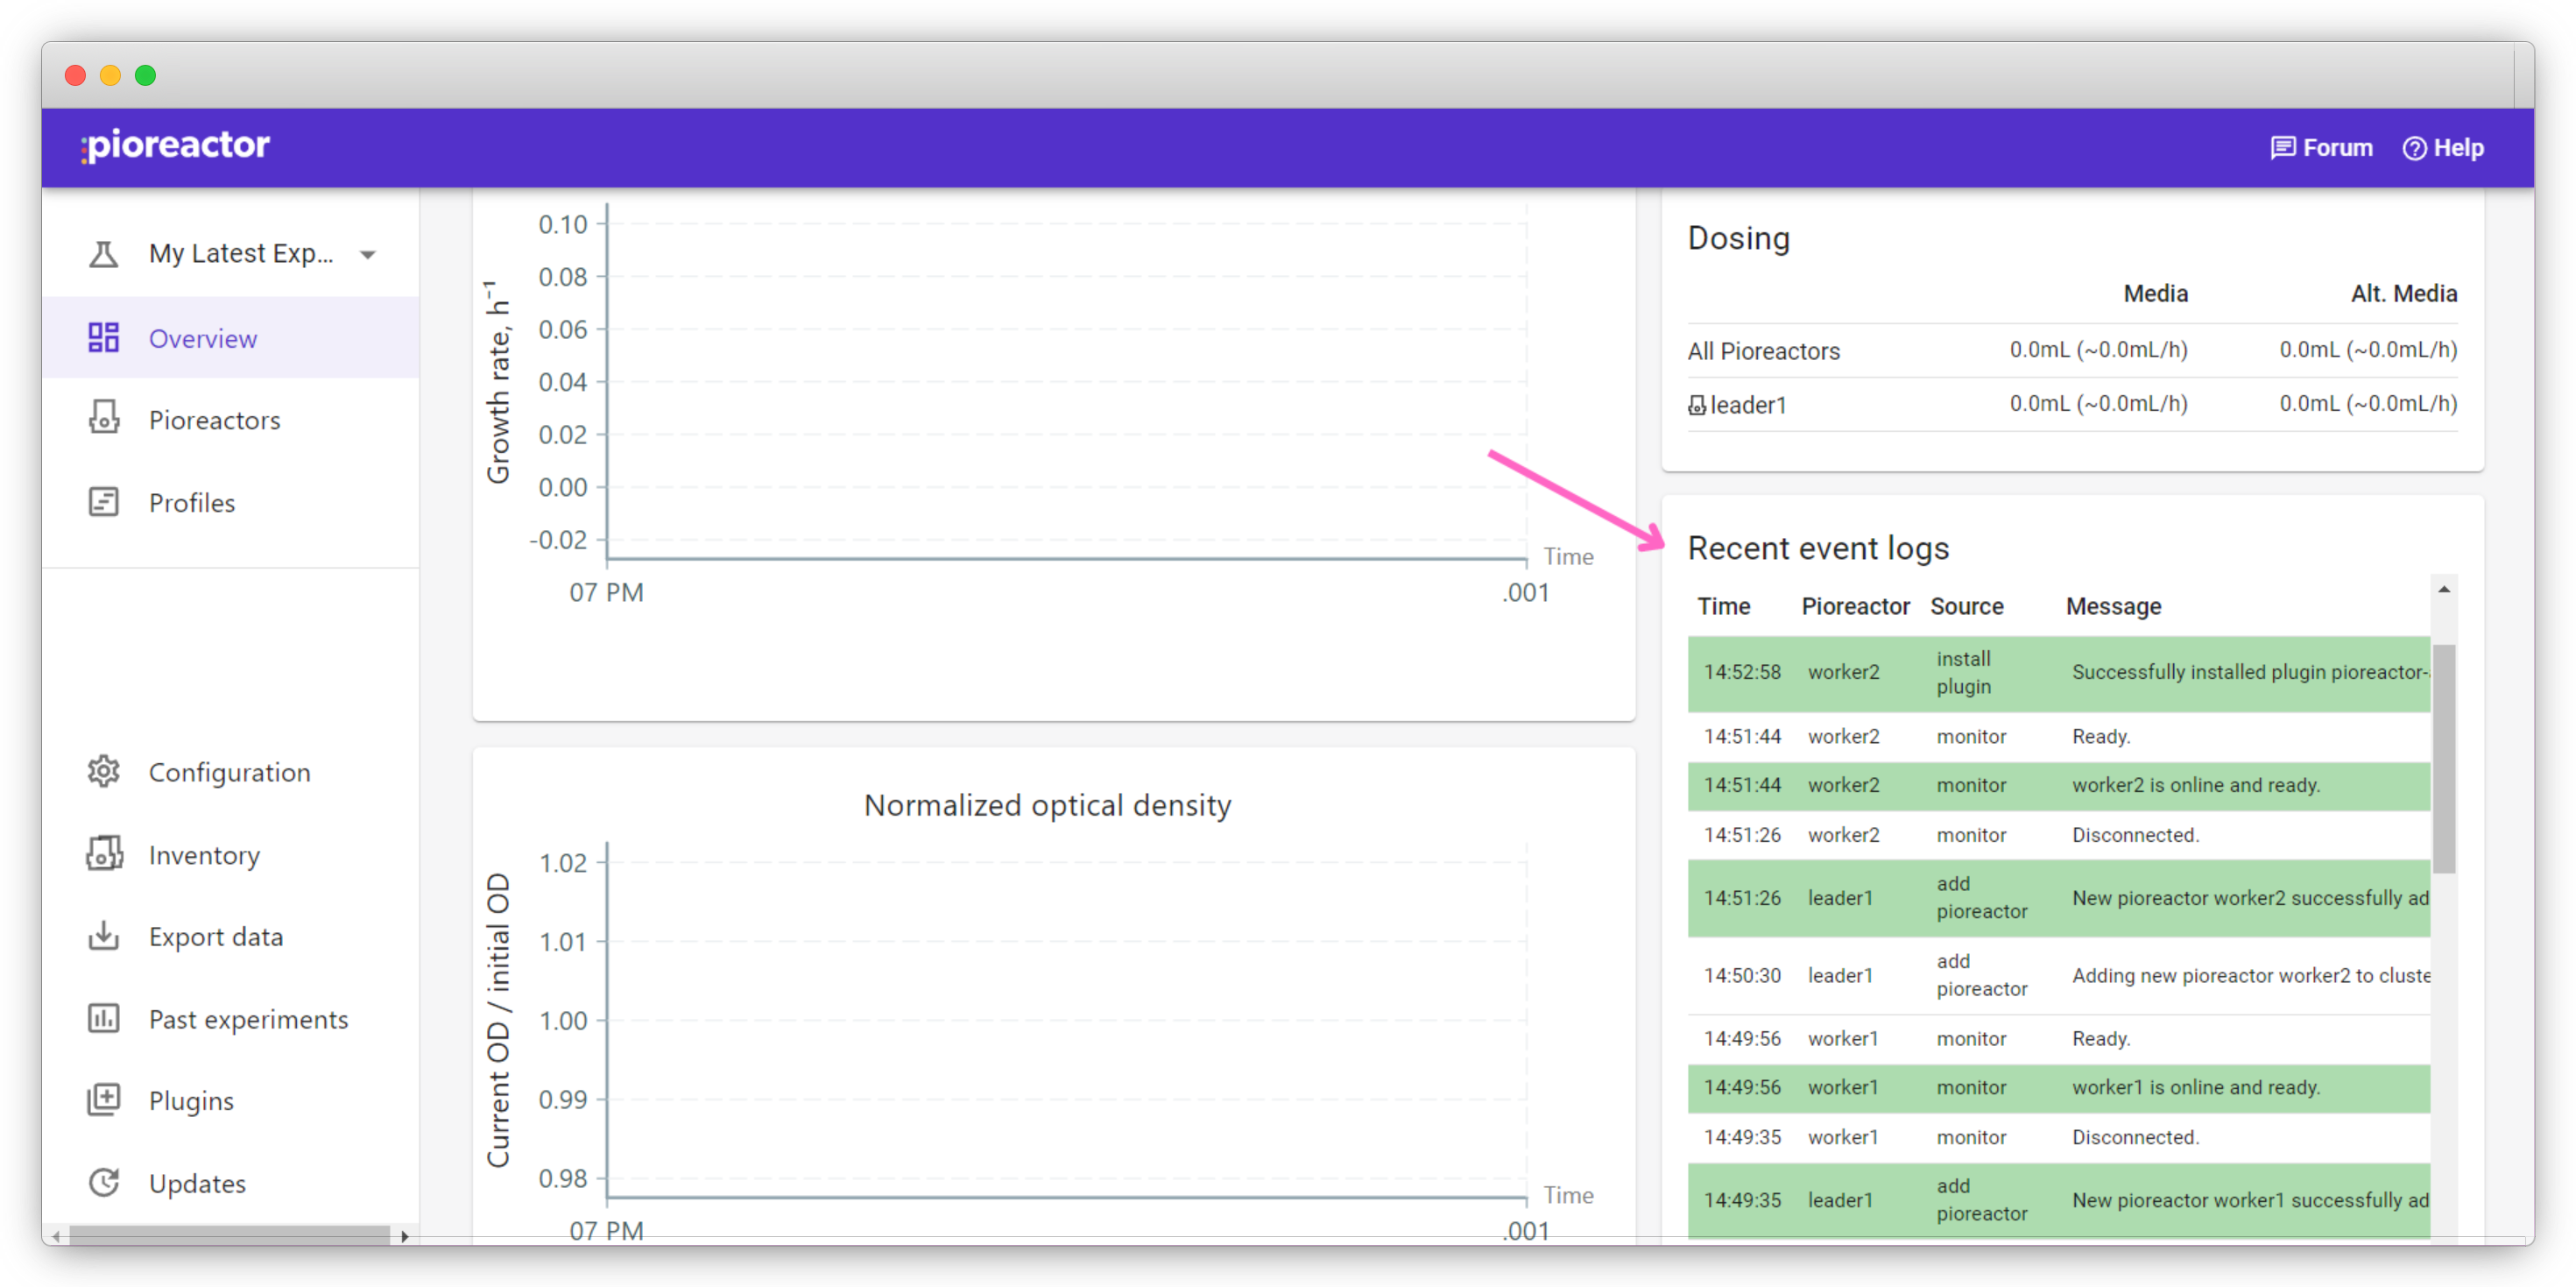 pioreactor
Forum
Help
My Latest Exp...
Overview
Pioreactors
Profiles
Configuration
Inventory
Export data
Past experiments
Plugins
Updates
Growth rate, h⁻¹
0.10
0.08
0.06
0.04
0.02
0.00
-0.02
07 PM
.001
Time
Normalized optical density
Current OD / initial OD
1.02
1.01
1.00
0.99
0.98
07 PM
.001
Time
Dosing
Media Alt. Media
All Pioreactors 0.0mL (~0.0mL/h) 0.0mL (~0.0mL/h)
leader1 0.0mL (~0.0mL/h) 0.0mL (~0.0mL/h)
Recent event logs
Time Pioreactor Source Message
14:52:58 worker2 install plugin Successfully installed plugin pioreactor-
14:51:44 worker2 monitor Ready.
14:51:44 worker2 monitor worker2 is online and ready.
14:51:26 worker2 monitor Disconnected.
14:51:26 leader1 add pioreactor New pioreactor worker2 successfully ad
14:50:30 leader1 add pioreactor Adding new pioreactor worker2 to cluste
14:49:56 worker1 monitor Ready.
14:49:56 worker1 monitor worker1 is online and ready.
14:49:35 worker1 monitor Disconnected.
14:49:35 leader1 add pioreactor New pioreactor worker1 successfully ad